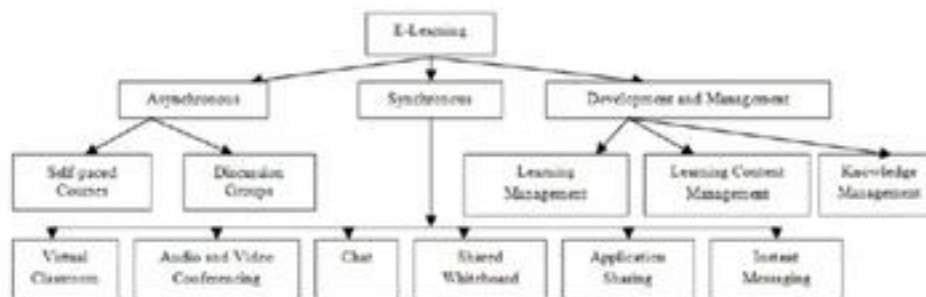 E-Learning
Asynchronous
Synchronous
Development and Management
Self paced
Courses
Discussion
Groups
Learning
Management
Learning Content
Management
Knowledge
Management
Virtual
Classroom
Audio and Video
Conferencing
Chat
Shared
Whiteboard
Application
Sharing
Instant
Messaging